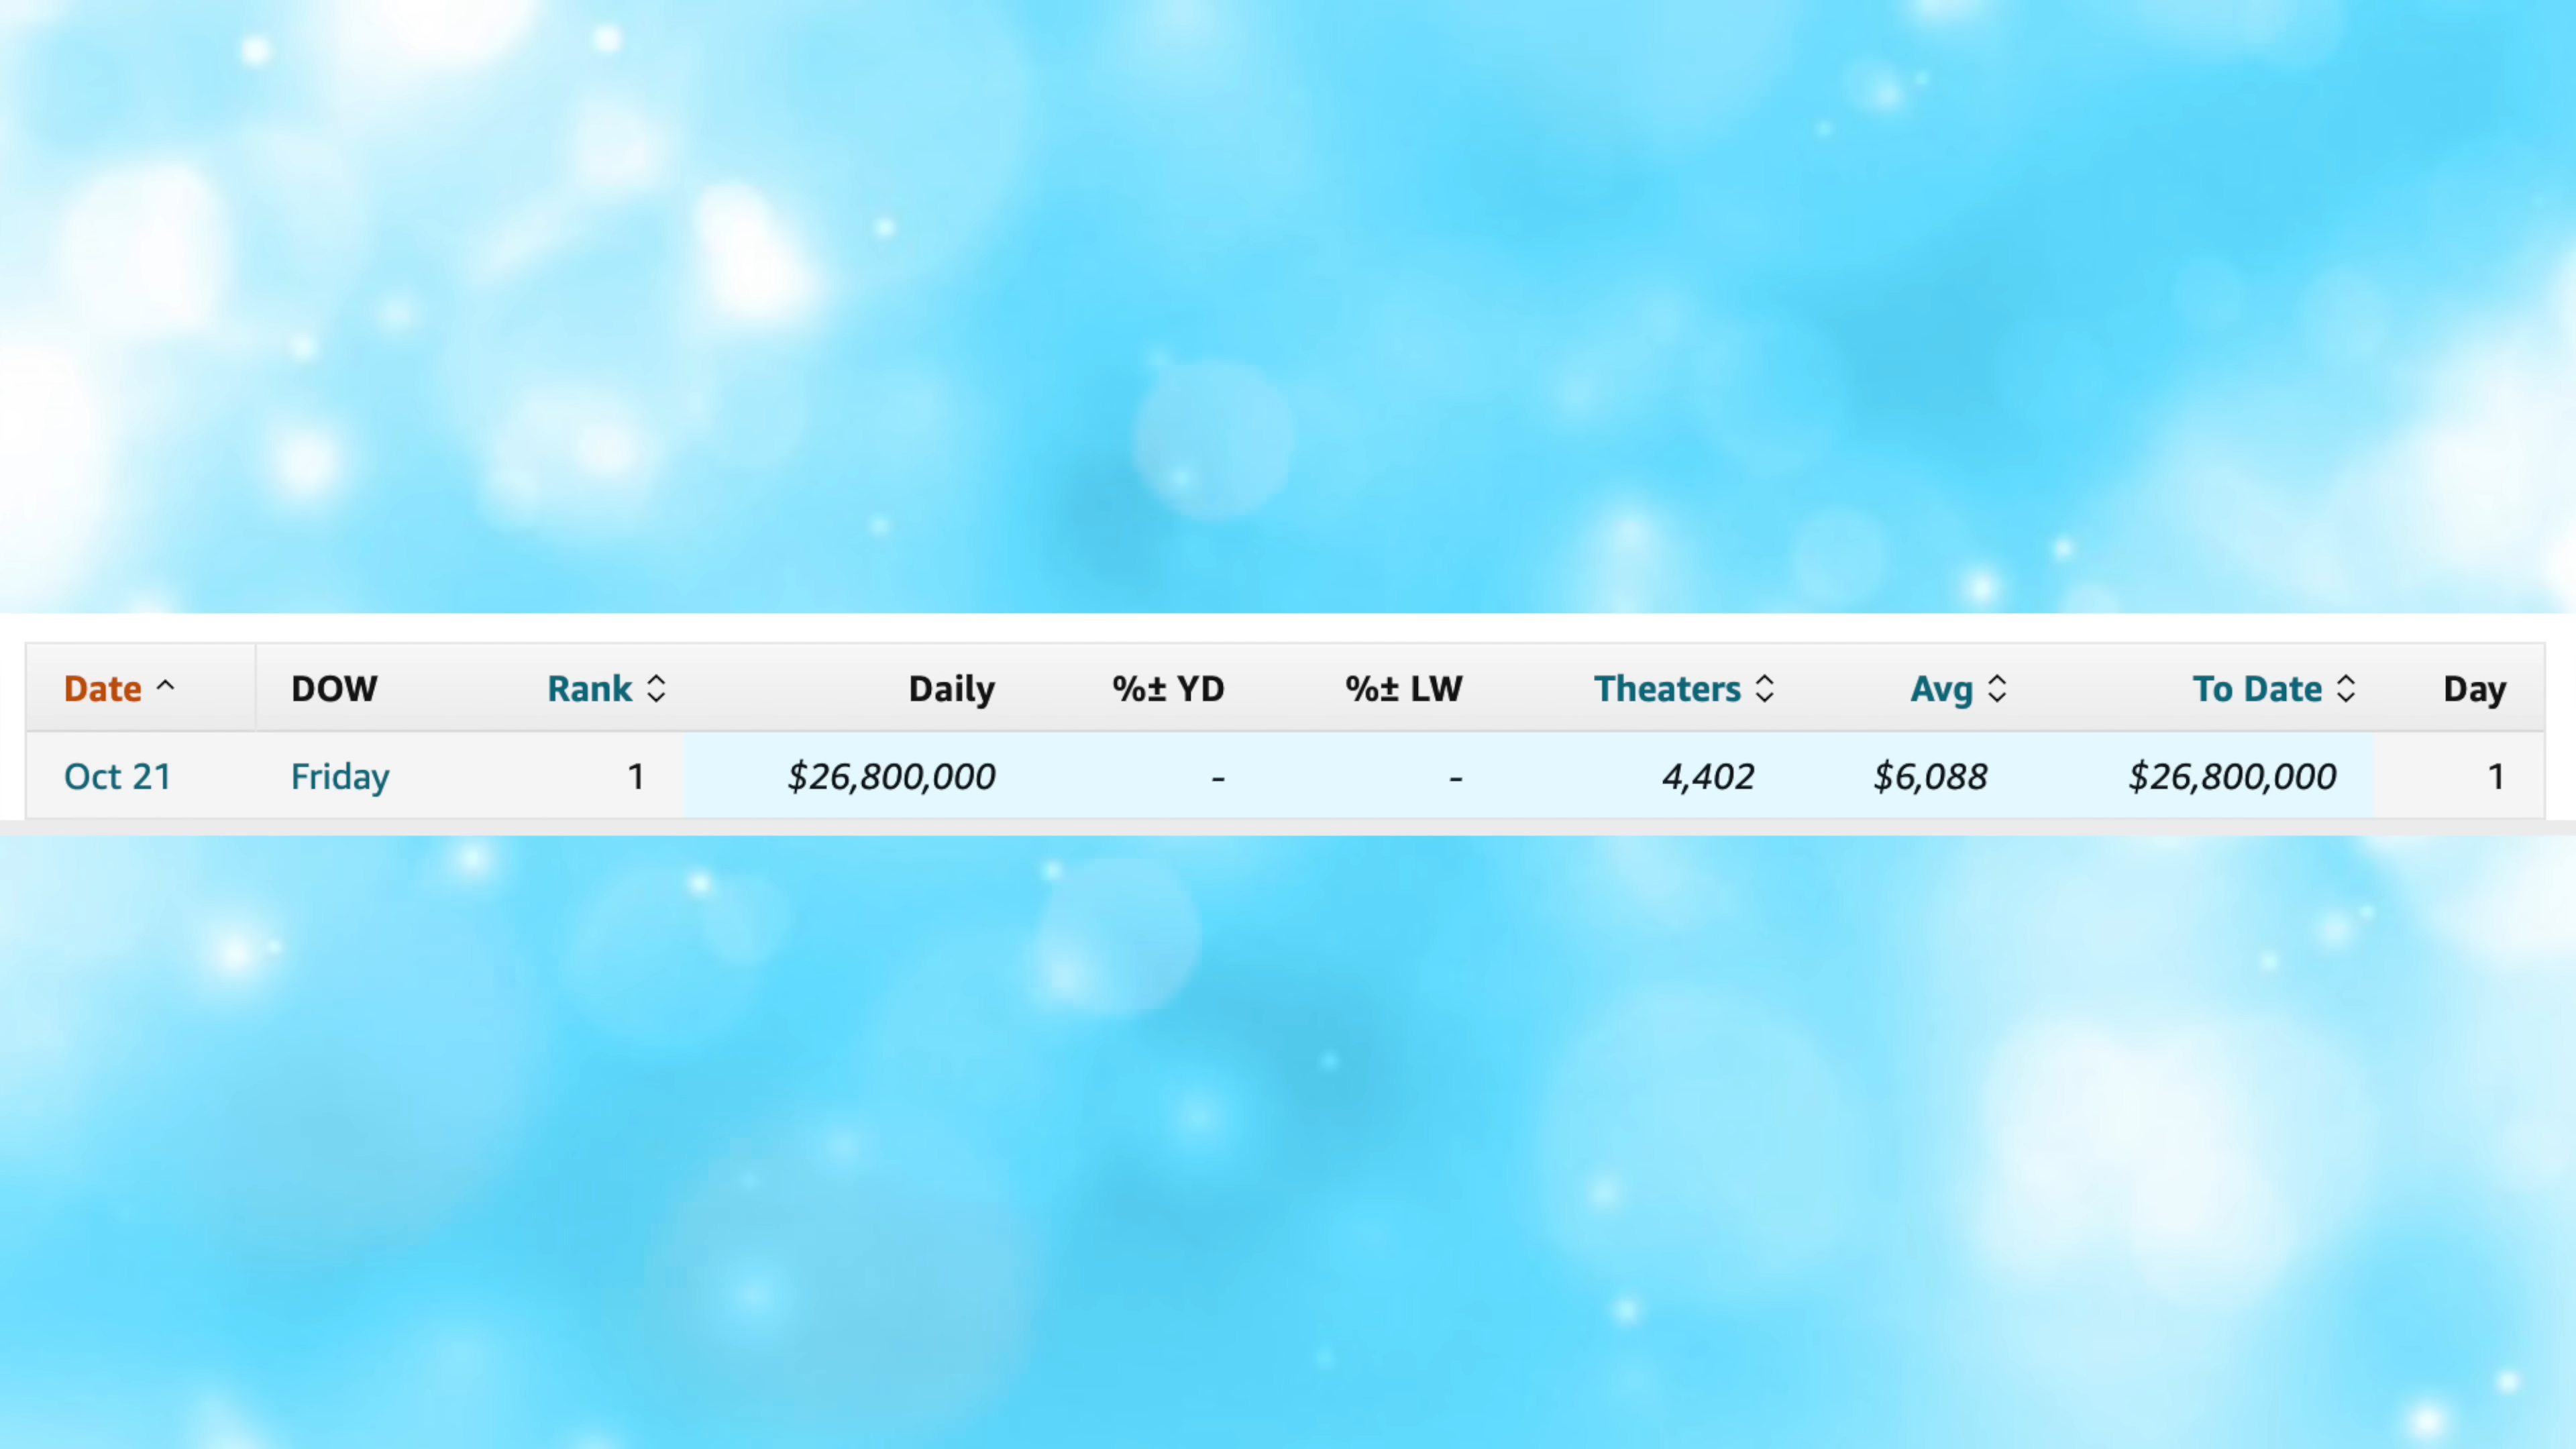 Date DOW Rank Daily %± YD %± LW Theaters Avg To Date Day
Oct 21 Friday 1 $26,800,000 - - 4,402 $6,088 $26,800,000 1